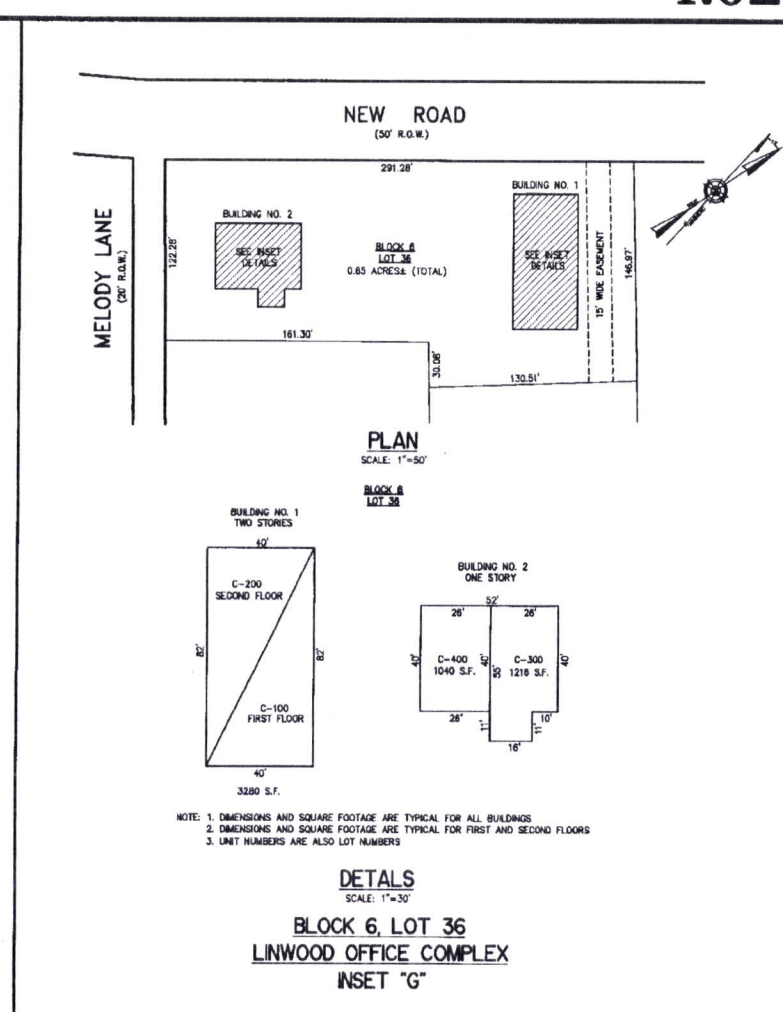 NEW ROAD
(50' R.O.W.)
291.28'
MELODY LANE
(20' R.O.W.)
122.28'
BUILDING NO. 2
SEE INSET
DETAILS
BLOCK 6
LOT 36
0.85 ACRES± (TOTAL)
BUILDING NO. 1
SEE INSET
DETAILS
15' WIDE EASEMENT
146.97'
161.30'
30.08'
130.51'
PLAN
SCALE: 1"=50'
BLOCK 6
LOT 36
BUILDING NO. 1
TWO STORIES
40'
C-200
SECOND FLOOR
82'
82'
C-100
FIRST FLOOR
40'
3280 S.F.
BUILDING NO. 2
ONE STORY
52'
26'
26'
40'
C-400
1040 S.F.
40'
55'
C-300
1216 S.F.
40'
26'
11'
10'
11'
16'
NOTE: 1. DIMENSIONS AND SQUARE FOOTAGE ARE TYPICAL FOR ALL BUILDINGS
2. DIMENSIONS AND SQUARE FOOTAGE ARE TYPICAL FOR FIRST AND SECOND FLOORS
3. UNIT NUMBERS ARE ALSO LOT NUMBERS
DETALS
SCALE: 1"=30'
BLOCK 6, LOT 36
LINWOOD OFFICE COMPLEX
INSET "G"